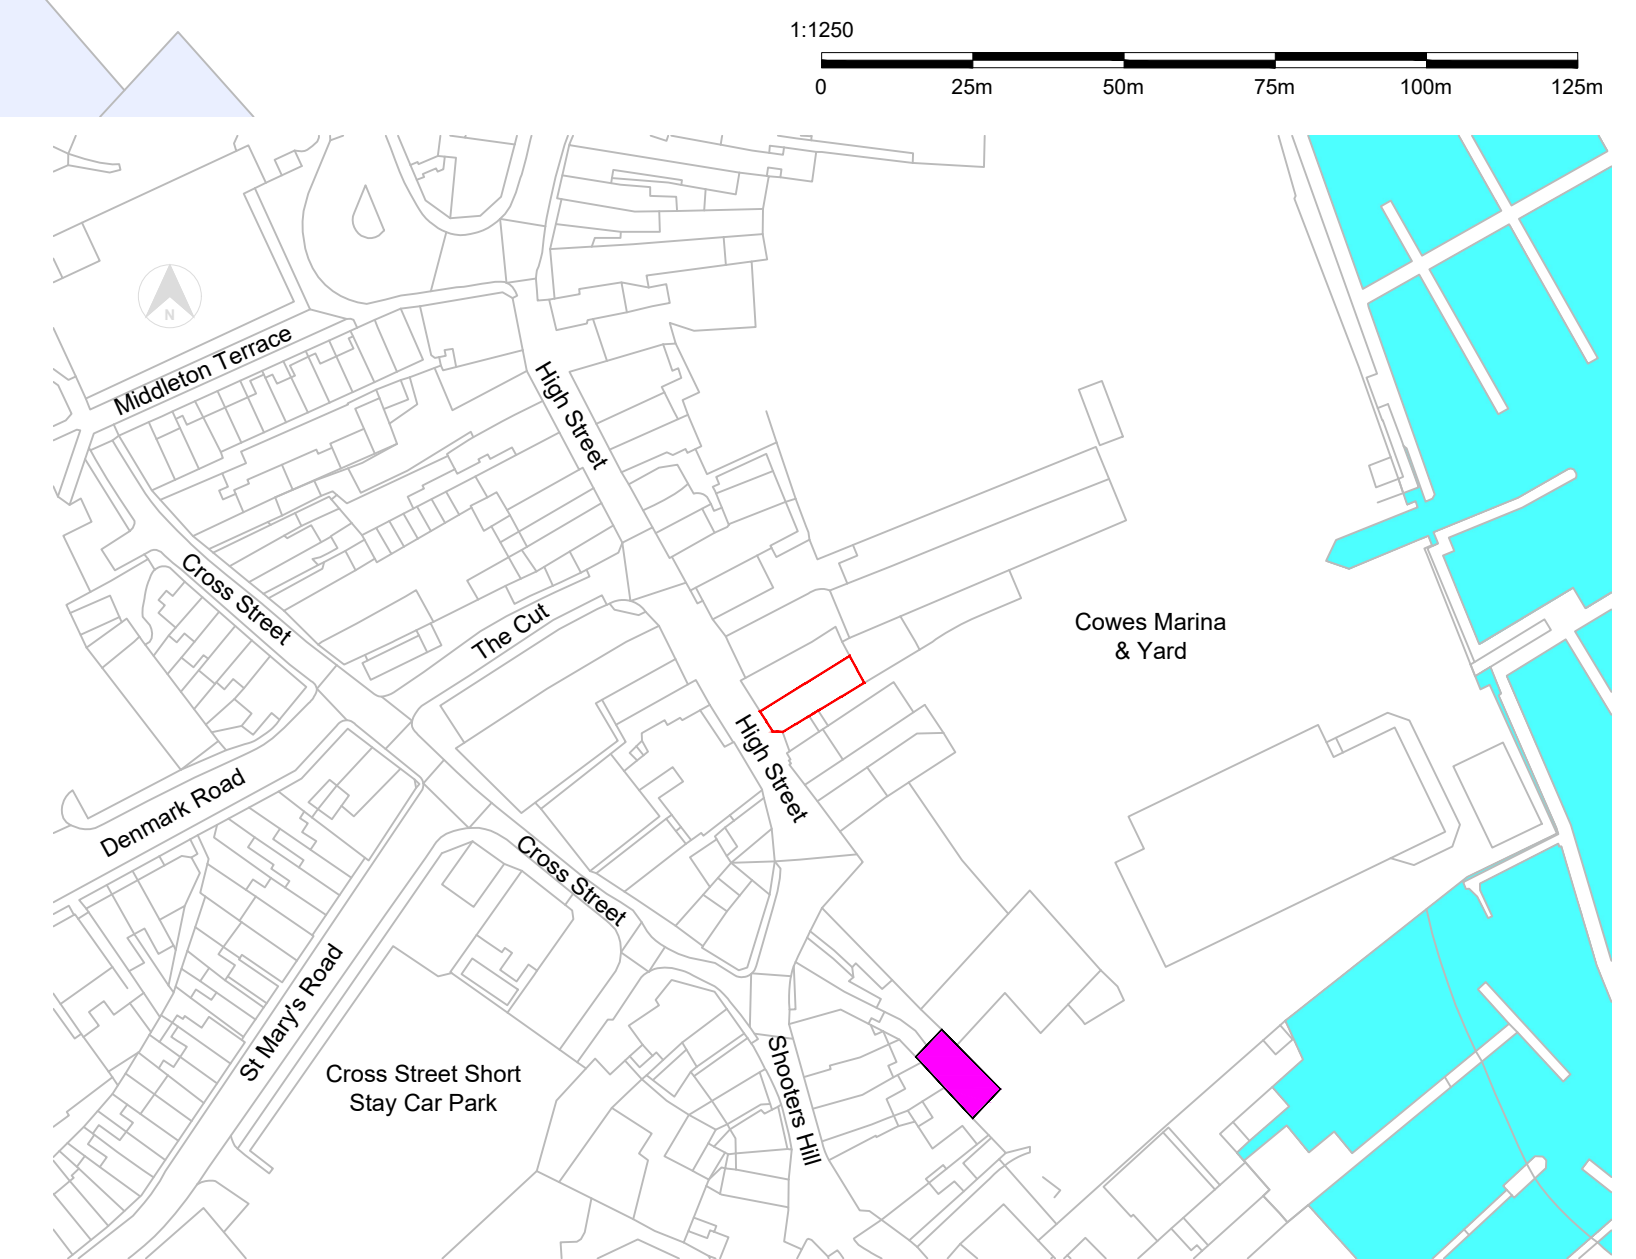 1:1250
0 25m 50m 75m 100m 125m
N
Middleton Terrace
High Street
Cross Street
The Cut
Cowes Marina
& Yard
High Street
Denmark Road
Cross Street
St Mary's Road
Cross Street Short
Stay Car Park
Shooters Hill